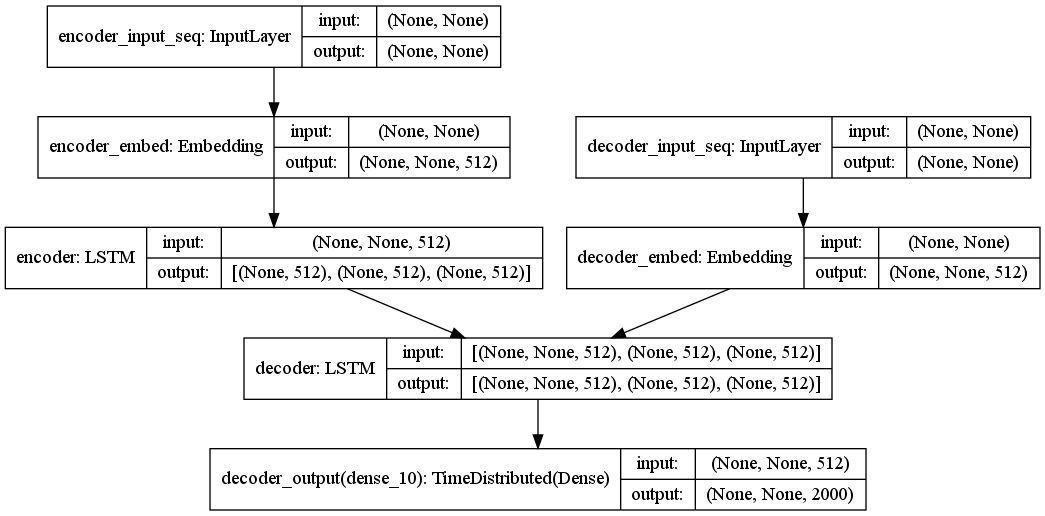 encoder_input_seq: InputLayer
input: (None, None)
output: (None, None)
encoder_embed: Embedding
input: (None, None)
output: (None, None, 512)
decoder_input_seq: InputLayer
input: (None, None)
output: (None, None)
encoder: LSTM
input: (None, None, 512)
output: [(None, 512), (None, 512), (None, 512)]
decoder_embed: Embedding
input: (None, None)
output: (None, None, 512)
decoder: LSTM
input: [(None, None, 512), (None, 512), (None, 512)]
output: [(None, None, 512), (None, 512), (None, 512)]
decoder_output(dense_10): TimeDistributed(Dense)
input: (None, None, 512)
output: (None, None, 2000)